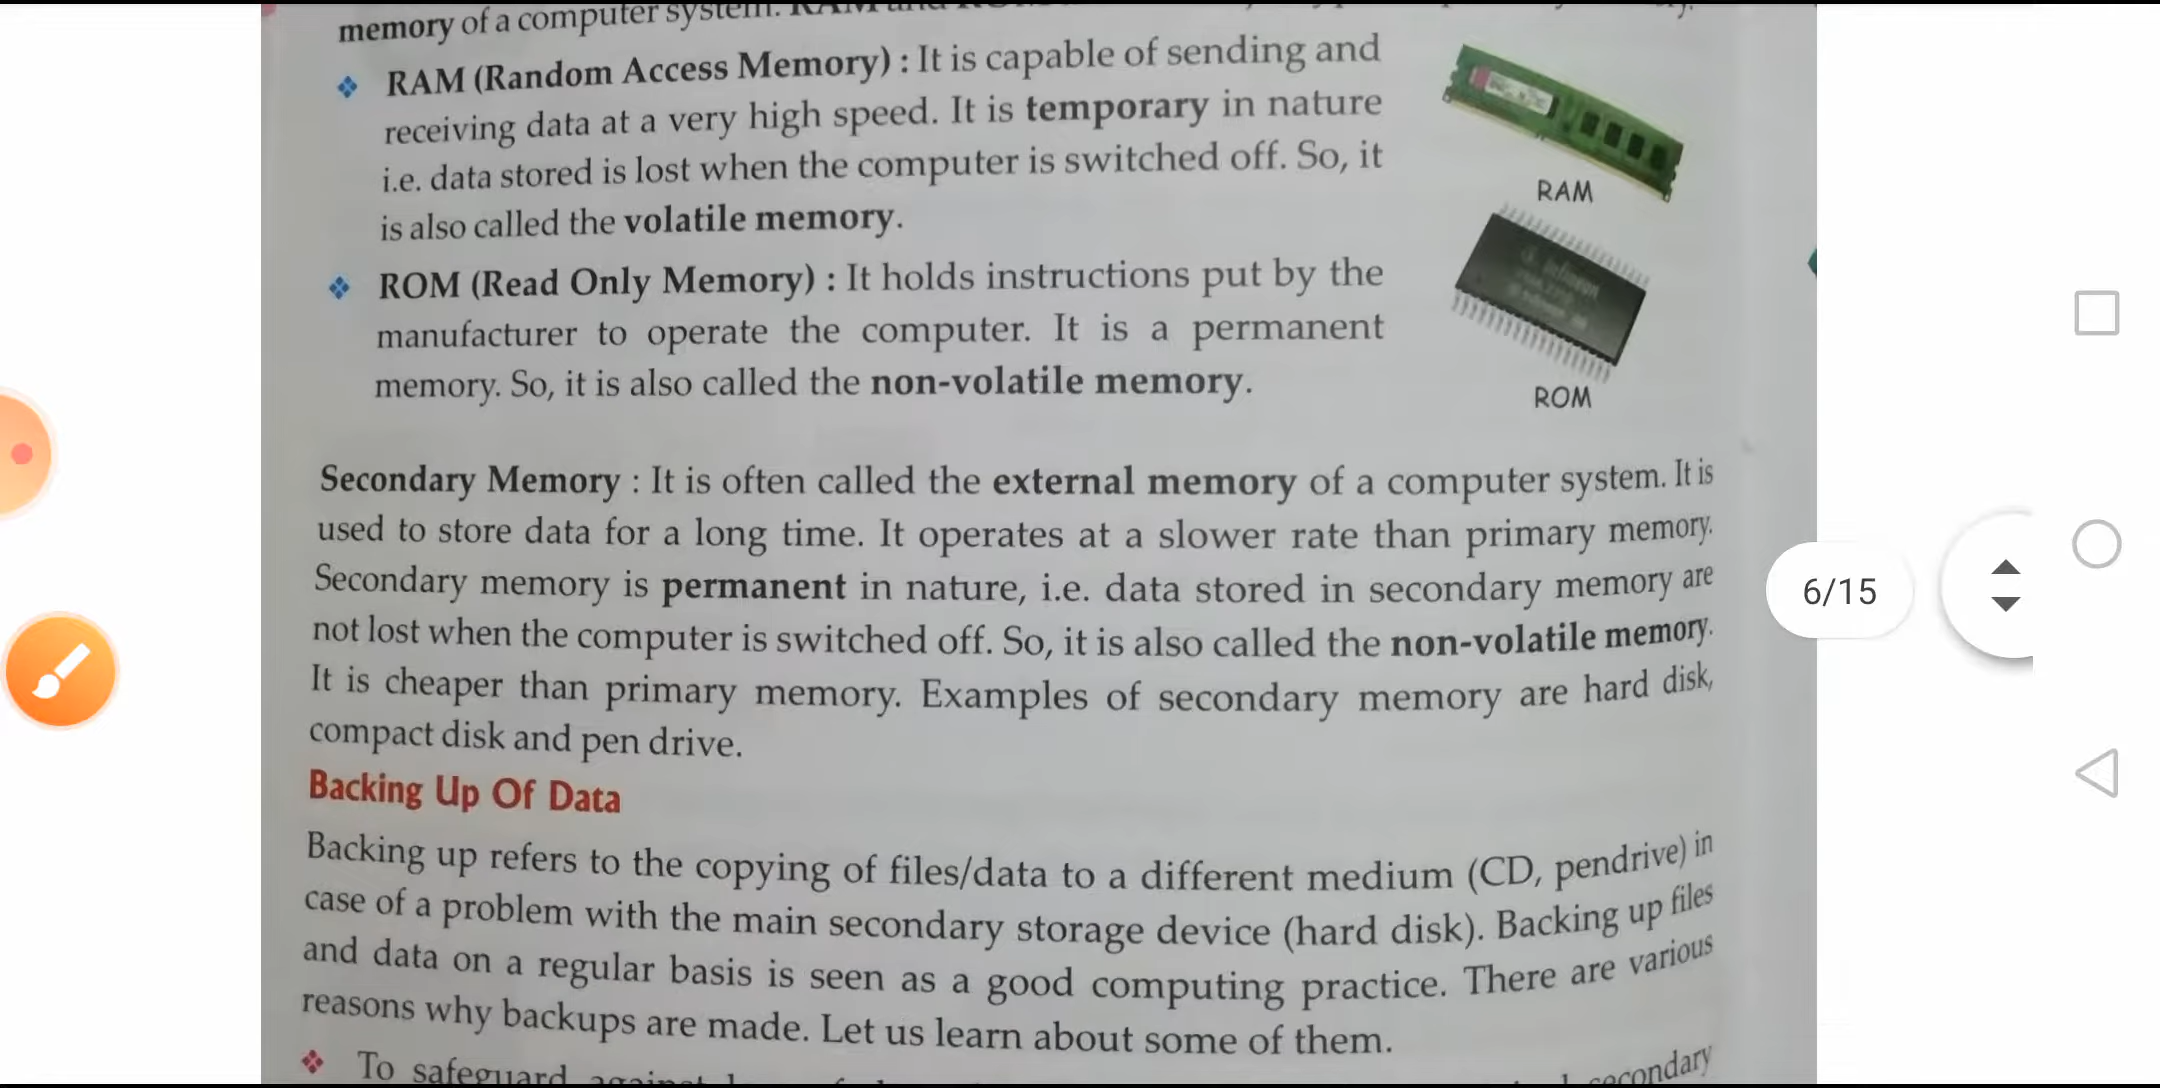 memory of a computer system. RAM and
RAM (Random Access Memory) : It is capable of sending and
receiving data at a very high speed. It is temporary in nature
i.e. data stored is lost when the computer is switched off. So, it
is also called the volatile memory.
RAM
ROM (Read Only Memory) : It holds instructions put by the
manufacturer to operate the computer. It is a permanent
memory. So, it is also called the non-volatile memory.
ROM
Secondary Memory : It is often called the external memory of a computer system. It is
used to store data for a long time. It operates at a slower rate than primary memory.
Secondary memory is permanent in nature, i.e. data stored in secondary memory are
not lost when the computer is switched off. So, it is also called the non-volatile memory.
It is cheaper than primary memory. Examples of secondary memory are hard disk,
compact disk and pen drive.
6/15
Backing Up Of Data
Backing up refers to the copying of files/data to a different medium (CD, pendrive) in
case of a problem with the main secondary storage device (hard disk). Backing up files
and data on a regular basis is seen as a good computing practice. There are various
reasons why backups are made. Let us learn about some of them.
To safeguard against secondary